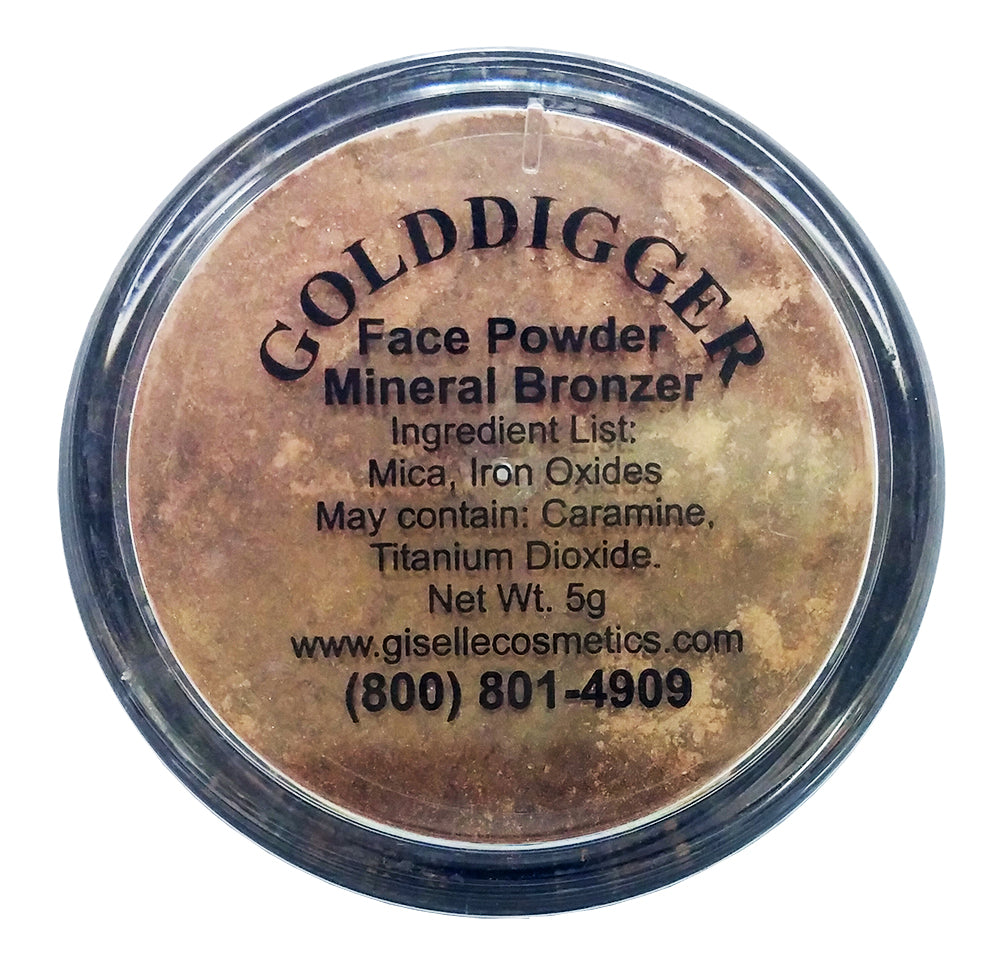 GOLDDIGGER
Face Powder
Mineral Bronzer
Ingredient List:
Mica, Iron Oxides
May contain: Caramine,
Titanium Dioxide.
Net Wt. 5g
www.gisellecosmetics.com
(800) 801-4909